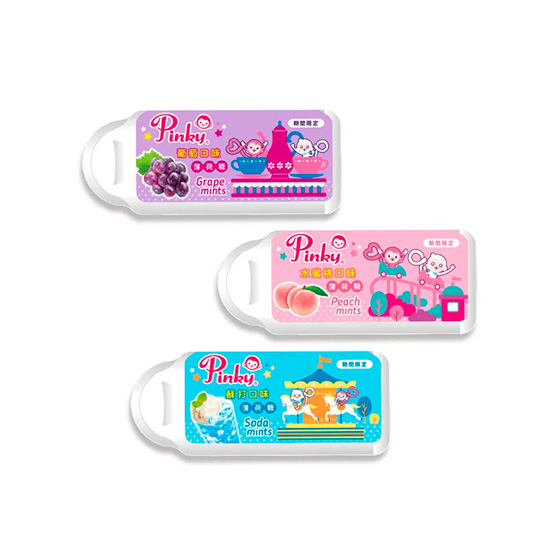 Pinky
期間限定
葡萄口味
薄荷糖
Grape
mints
Pinky
期間限定
水蜜桃口味
薄荷糖
Peach
mints
Pinky
期間限定
蘇打口味
薄荷糖
Soda
mints